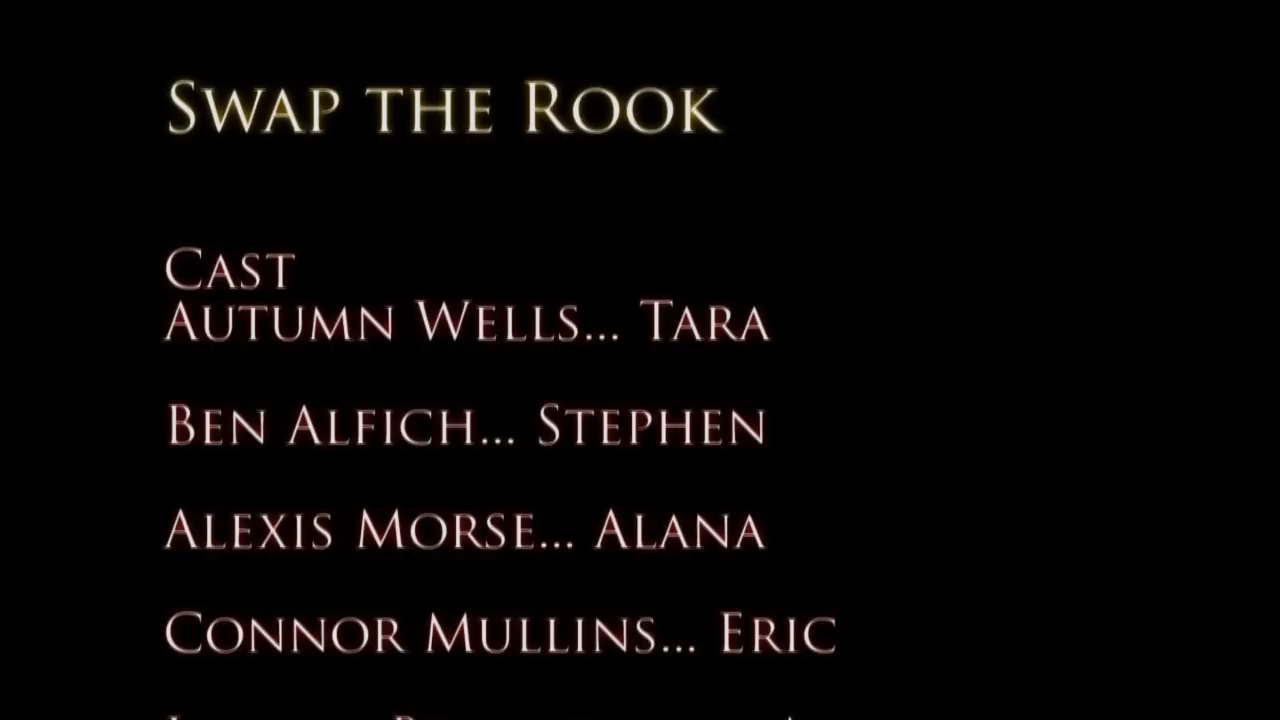 Swap the Rook
Cast
Autumn Wells... Tara
Ben Alfich... Stephen
Alexis Morse... Alana
Connor Mullins... Eric